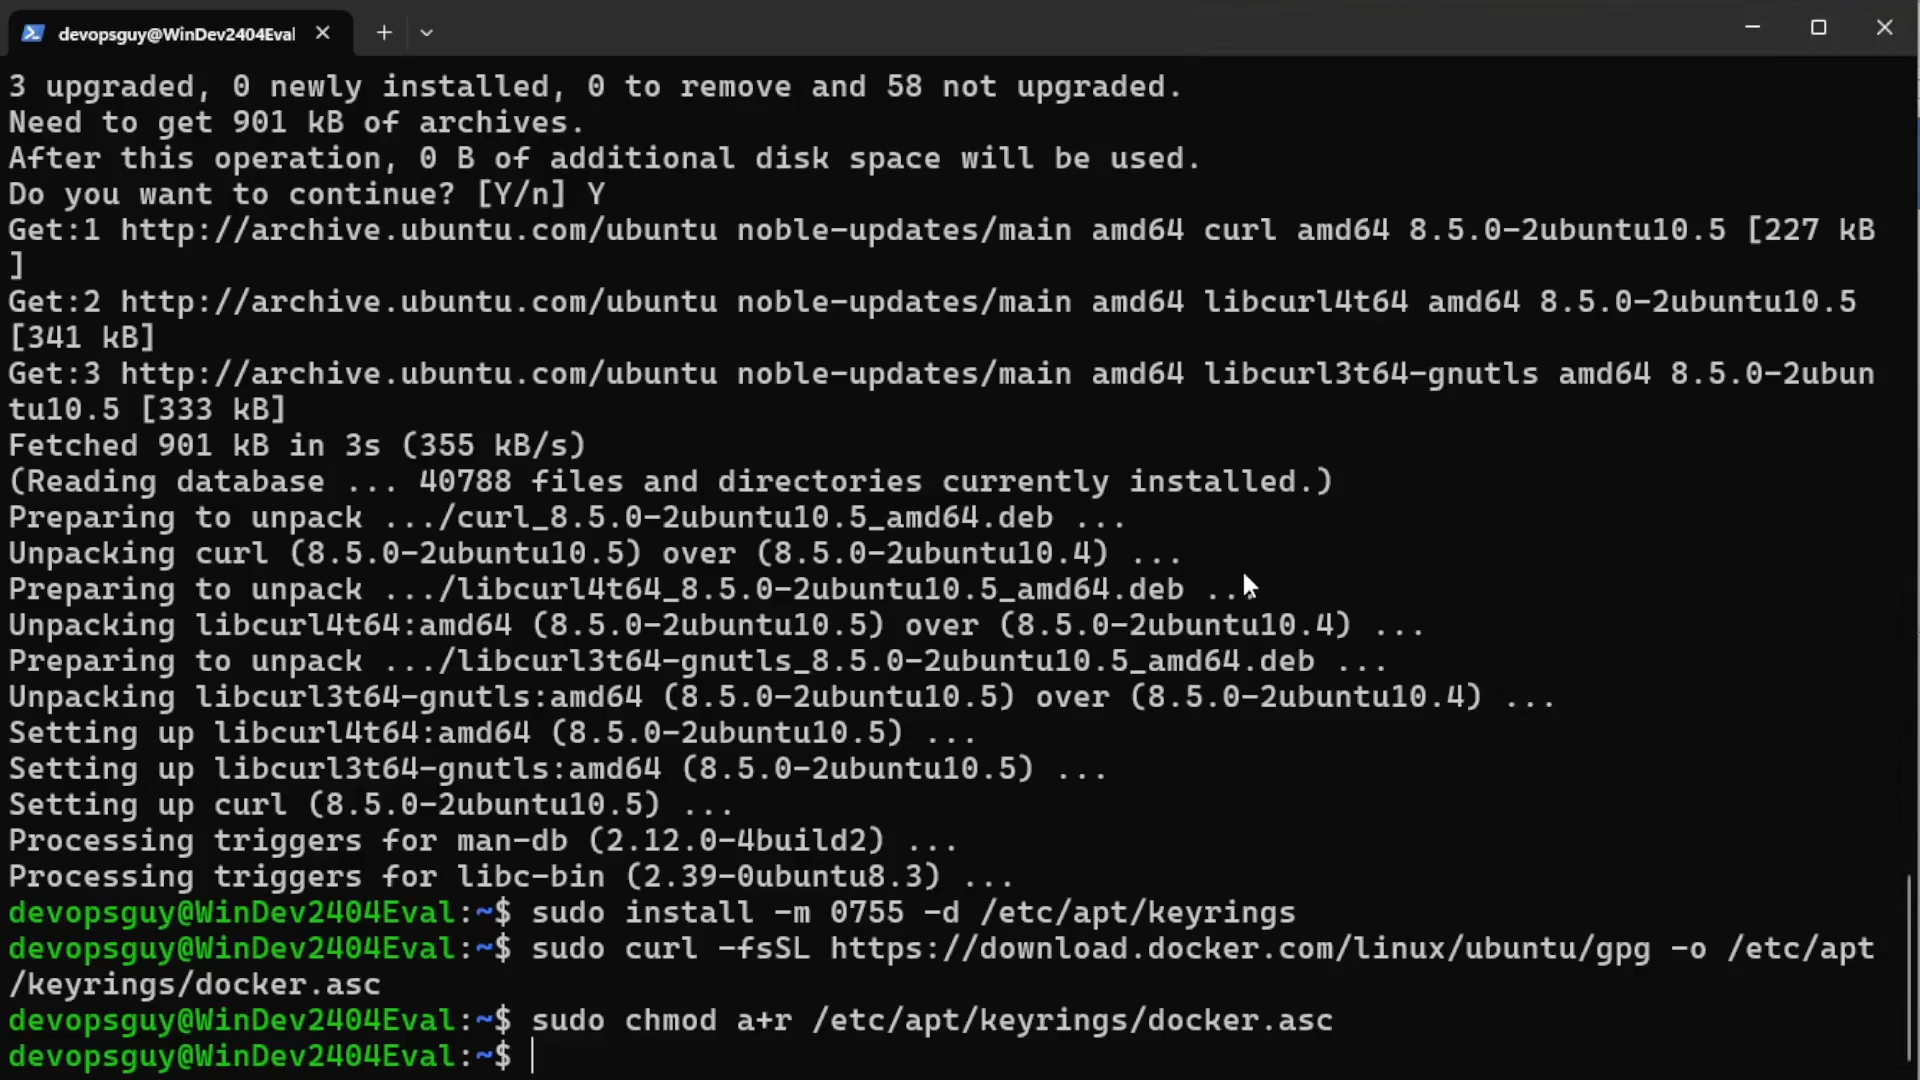 devopsguy@WinDev2404Eval
3 upgraded, 0 newly installed, 0 to remove and 58 not upgraded.
Need to get 901 kB of archives.
After this operation, 0 B of additional disk space will be used.
Do you want to continue? [Y/n] Y
Get:1 http://archive.ubuntu.com/ubuntu noble-updates/main amd64 curl amd64 8.5.0-2ubuntu10.5 [227 kB
]
Get:2 http://archive.ubuntu.com/ubuntu noble-updates/main amd64 libcurl4t64 amd64 8.5.0-2ubuntu10.5
[341 kB]
Get:3 http://archive.ubuntu.com/ubuntu noble-updates/main amd64 libcurl3t64-gnutls amd64 8.5.0-2ubun
tu10.5 [333 kB]
Fetched 901 kB in 3s (355 kB/s)
(Reading database ... 40788 files and directories currently installed.)
Preparing to unpack .../curl_8.5.0-2ubuntu10.5_amd64.deb ...
Unpacking curl (8.5.0-2ubuntu10.5) over (8.5.0-2ubuntu10.4) ...
Preparing to unpack .../libcurl4t64_8.5.0-2ubuntu10.5_amd64.deb ...
Unpacking libcurl4t64:amd64 (8.5.0-2ubuntu10.5) over (8.5.0-2ubuntu10.4) ...
Preparing to unpack .../libcurl3t64-gnutls_8.5.0-2ubuntu10.5_amd64.deb ...
Unpacking libcurl3t64-gnutls:amd64 (8.5.0-2ubuntu10.5) over (8.5.0-2ubuntu10.4) ...
Setting up libcurl4t64:amd64 (8.5.0-2ubuntu10.5) ...
Setting up libcurl3t64-gnutls:amd64 (8.5.0-2ubuntu10.5) ...
Setting up curl (8.5.0-2ubuntu10.5) ...
Processing triggers for man-db (2.12.0-4build2) ...
Processing triggers for libc-bin (2.39-0ubuntu8.3) ...
devopsguy@WinDev2404Eval:~$ sudo install -m 0755 -d /etc/apt/keyrings
devopsguy@WinDev2404Eval:~$ sudo curl -fsSL https://download.docker.com/linux/ubuntu/gpg -o /etc/apt
/keyrings/docker.asc
devopsguy@WinDev2404Eval:~$ sudo chmod a+r /etc/apt/keyrings/docker.asc
devopsguy@WinDev2404Eval:~$